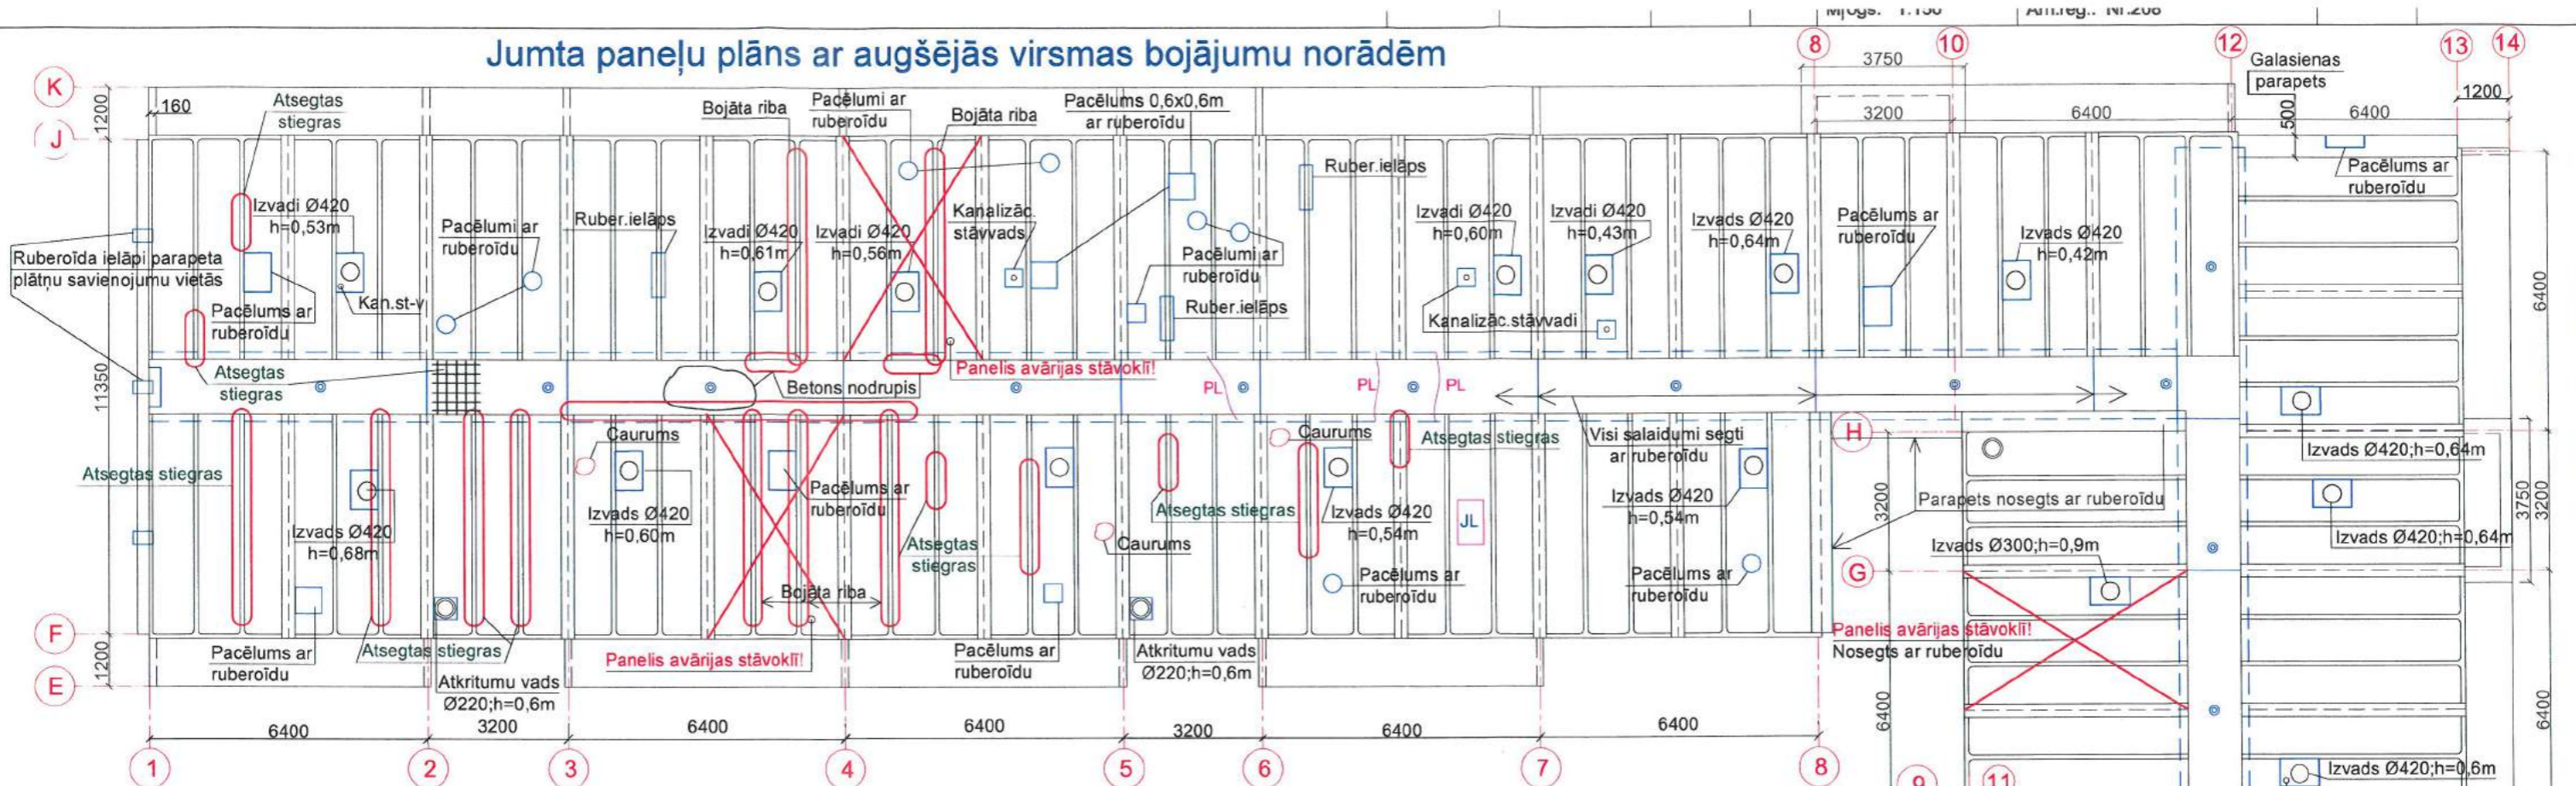 Jumta paneļu plāns ar augšējās virsmas bojājumu norādēm
8
10
12
13
14
3750
Galasienas
parapets
1200
500
3200
6400
6400
K
J
1200
160
Atsegtas
stiegras
Bojāta riba
Pacēlumi ar
ruberoīdu
Bojāta riba
Pacēlums 0,6x0,6m
ar ruberoīdu
Ruber.ielāps
Pacēlums ar
ruberoīdu
Izvadi Ø420
h=0,53m
Pacēlumi ar
ruberoīdu
Ruber.ielāps
Izvadi Ø420
h=0,61m
Izvadi Ø420
h=0,56m
Kanalizāc.
stāvvads
Pacēlumi ar
ruberoīdu
Izvadi Ø420
h=0,60m
Izvadi Ø420
h=0,43m
Izvads Ø420
h=0,64m
Pacēlums ar
ruberoīdu
Izvads Ø420
h=0,42m
Ruberoīda ielāpi parapeta
plātņu savienojumu vietās
Kan.st-v
Pacēlums ar
ruberoīdu
Ruber.ielāps
Kanalizāc.stāvvadi
6400
11350
Atsegtas
stiegras
Betons nodrupis
Panelis avārijas stāvoklī!
PL
PL
PL
Caurums
Caurums
Atsegtas stiegras
Visi salaidumi segti
ar ruberoīdu
H
Izvads Ø420;h=0,64m
Atsegtas stiegras
Izvads Ø420
h=0,68m
Izvads Ø420
h=0,60m
Pacēlums ar
ruberoīdu
Atsegtas
stiegras
Caurums
Atsegtas stiegras
Izvads Ø420
h=0,54m
JL
Izvads Ø420
h=0,54m
3200
Parapets nosegts ar ruberoīdu
3750
3200
Izvads Ø420;h=0,64m
Izvads Ø300;h=0,9m
G
Bojāta riba
Pacēlums ar
ruberoīdu
Pacēlums ar
ruberoīdu
F
1200
E
Pacēlums ar
ruberoīdu
Atsegtas stiegras
Atkritumu vads
Ø220;h=0,6m
Panelis avārijas stāvoklī!
Pacēlums ar
ruberoīdu
Atkritumu vads
Ø220;h=0,6m
Panelis avārijas stāvoklī!
Nosegts ar ruberoīdu
6400
6400
6400
3200
6400
6400
3200
6400
6400
1
2
3
4
5
6
7
8
9
11
Izvads Ø420;h=0,6m